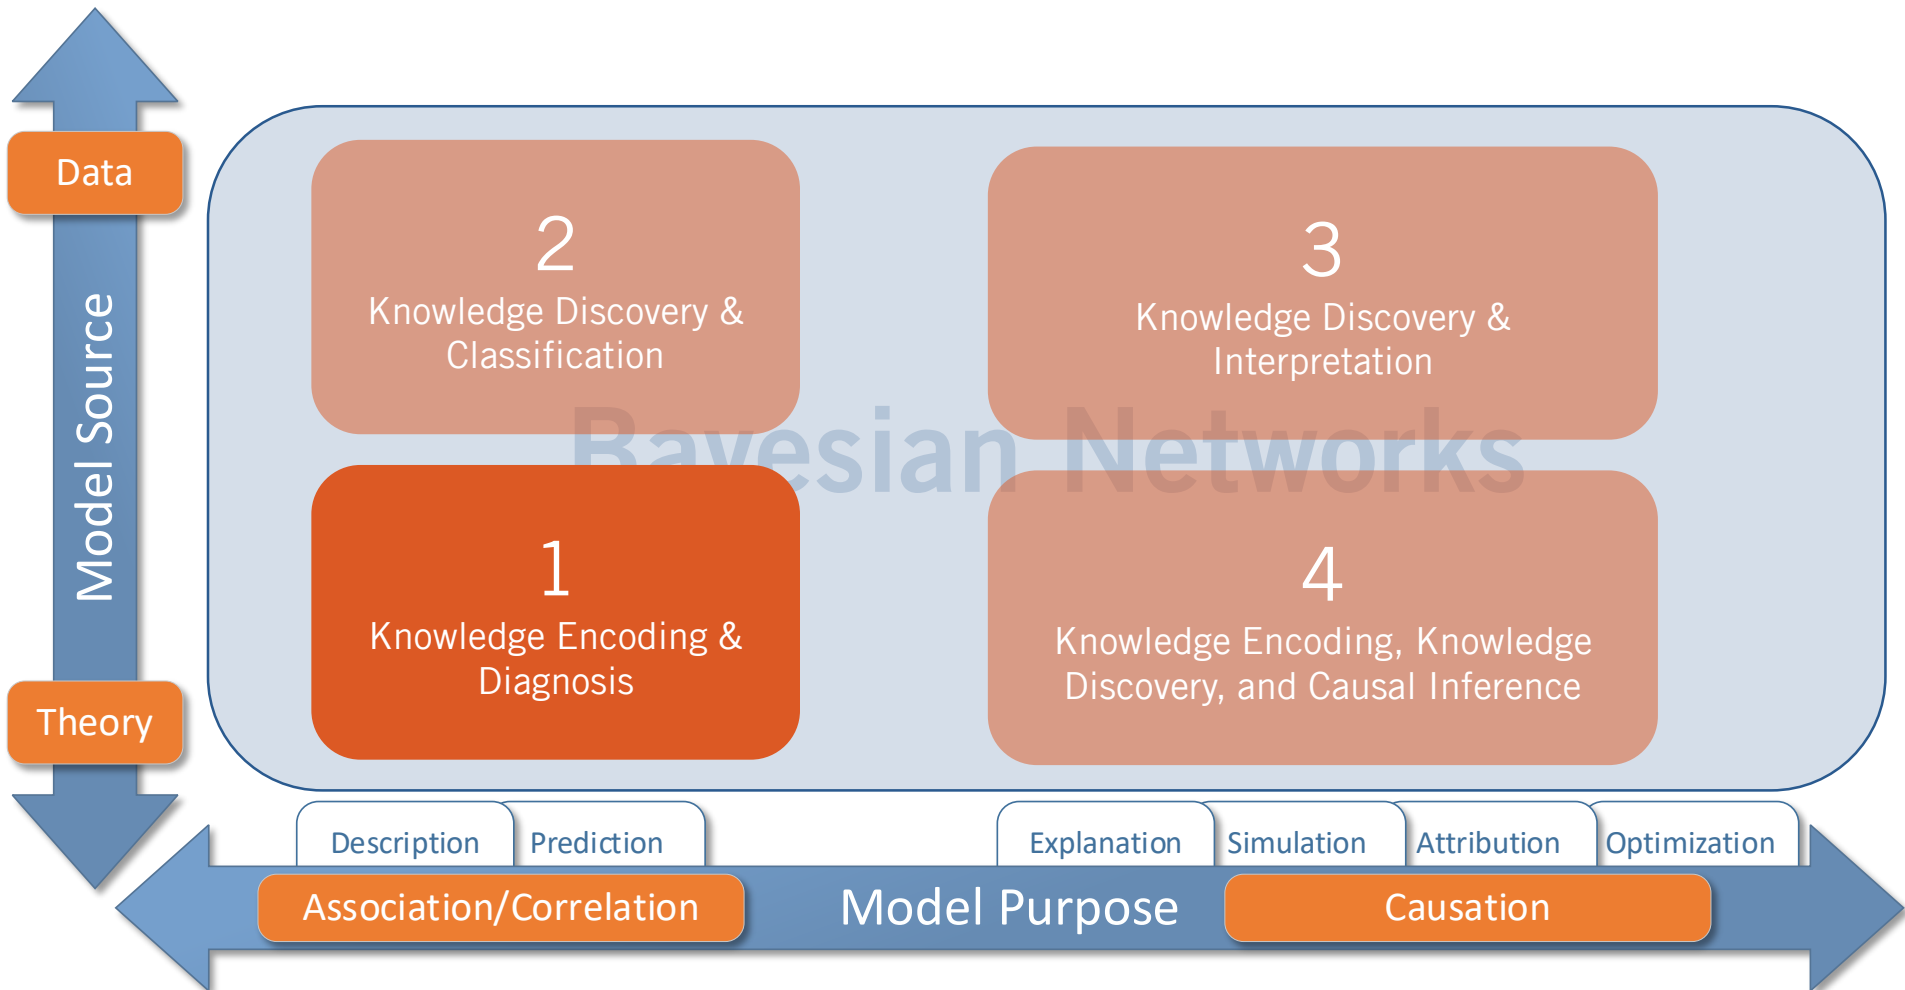 Data
Model Source
Theory
2
Knowledge Discovery &
Classification
3
Knowledge Discovery &
Interpretation
Bayesian Networks
1
Knowledge Encoding &
Diagnosis
4
Knowledge Encoding, Knowledge
Discovery, and Causal Inference
Description
Prediction
Explanation
Simulation
Attribution
Optimization
Association/Correlation
Model Purpose
Causation